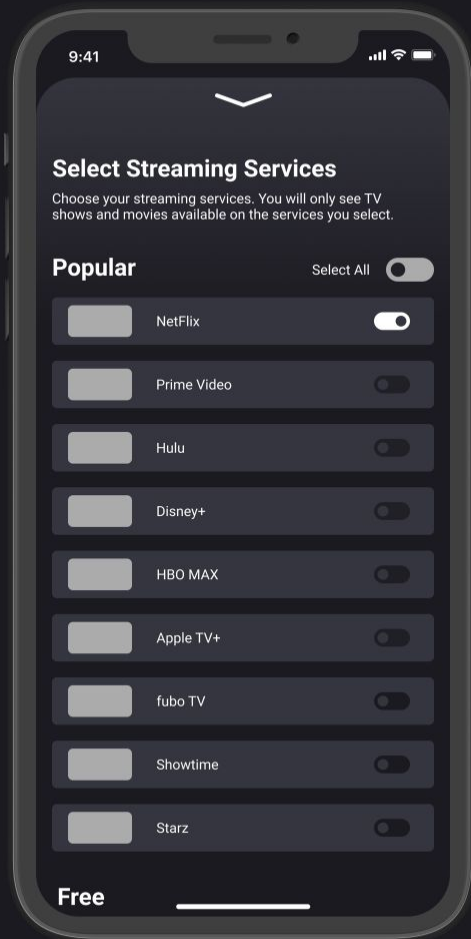 9:41
Select Streaming Services
Choose your streaming services. You will only see TV
shows and movies available on the services you select.
Popular
Select All
NetFlix
Prime Video
Hulu
Disney+
HBO MAX
Apple TV+
fubo TV
Showtime
Starz
Free